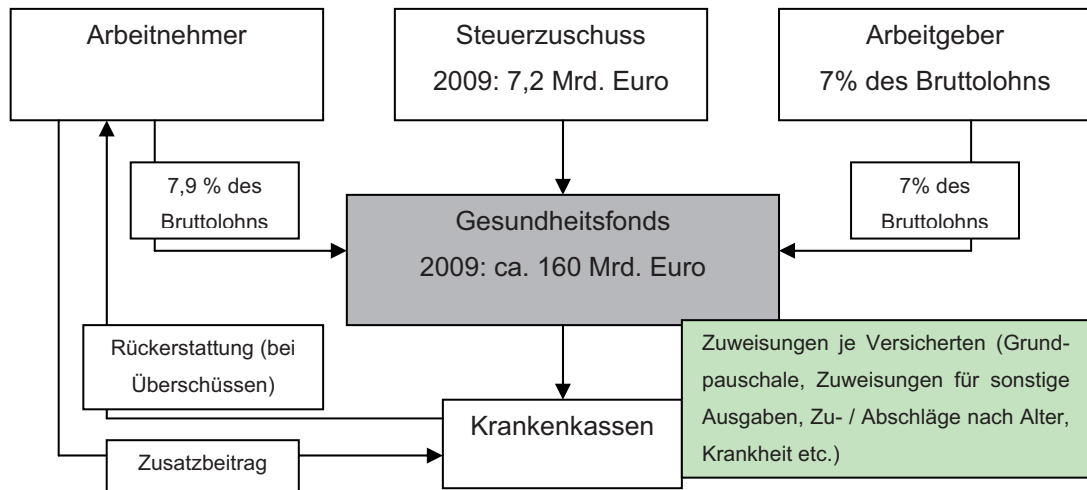 Arbeitnehmer
Steuerzuschuss
2009: 7,2 Mrd. Euro
Arbeitgeber
7% des Bruttolohns
7,9 % des
Bruttolohns
7% des
Bruttolohns
Gesundheitsfonds
2009: ca. 160 Mrd. Euro
Rückerstattung (bei
Überschüssen)
Zuweisungen je Versicherten (Grund-
pauschale, Zuweisungen für sonstige
Ausgaben, Zu- / Abschläge nach Alter,
Krankheit etc.)
Krankenkassen
Zusatzbeitrag